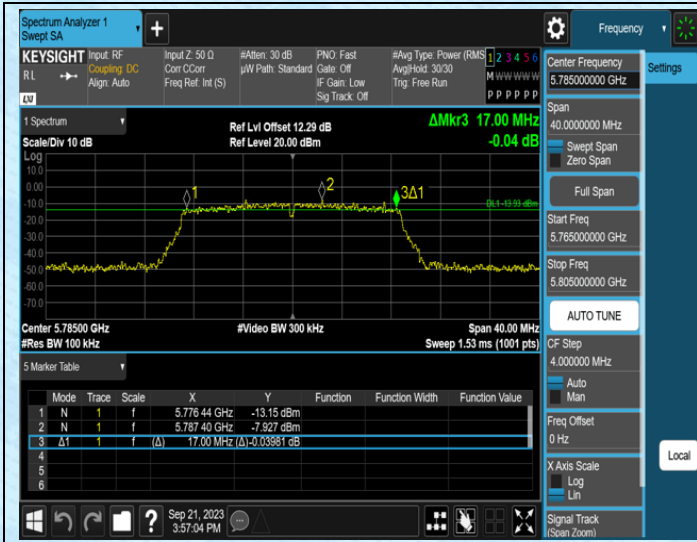 Spectrum Analyzer 1
Swept SA
+
Frequency
KEYSIGHT
Input: RF
Coupling: DC
Align: Auto
Input Z: 50 Ω
Corr CCorr
Freq Ref: Int (S)
#Atten: 30 dB
µW Path: Standard
PNO: Fast
Gate: Off
IF Gain: Low
Sig Track: Off
#Avg Type: Power (RMS
Avg|Hold: 30/30
Trig: Free Run
1 2 3 4 5 6
M W W W W W
P P P P P P
RL
LXI
1 Spectrum
Scale/Div 10 dB
Ref Lvl Offset 12.29 dB
Ref Level 20.00 dBm
ΔMkr3 17.00 MHz
-0.04 dB
Log
10.0
0.00
-10.0
-20.0
-30.0
-40.0
-50.0
-60.0
-70.0
1
2
3Δ1
DL1 -13.93 dBm
Center 5.78500 GHz
#Res BW 100 kHz
#Video BW 300 kHz
Span 40.00 MHz
Sweep 1.53 ms (1001 pts)
5 Marker Table
Mode Trace Scale X Y Function Function Width Function Value
1 N 1 f 5.776 44 GHz -13.15 dBm
2 N 1 f 5.787 40 GHz -7.927 dBm
3 Δ1 1 f (Δ) 17.00 MHz (Δ) -0.03981 dB
4
5
6
?
Sep 21, 2023
3:57:04 PM
Center Frequency
5.785000000 GHz
Span
40.0000000 MHz
Swept Span
Zero Span
Full Span
Start Freq
5.765000000 GHz
Stop Freq
5.805000000 GHz
AUTO TUNE
CF Step
4.000000 MHz
Auto
Man
Freq Offset
0 Hz
X Axis Scale
Log
Lin
Signal Track
(Span Zoom)
Settings
Local